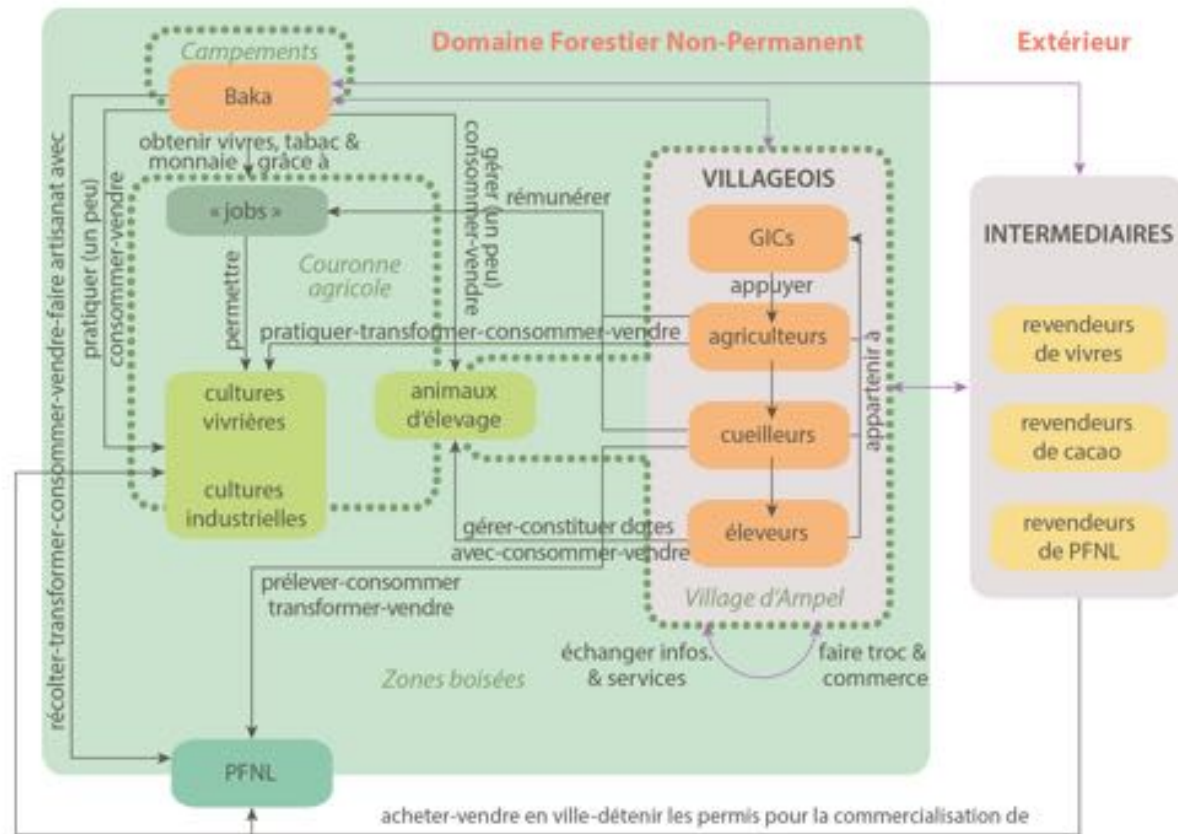 Domaine Forestier Non-Permanent
Extérieur
Campements
Baka
obtenir vivres, tabac &
monnaie grâce à
« jobs »
Couronne
agricole
permettre
récolter-transformer-consommer-vendre-faire artisanat avec
pratiquer (un peu)
consommer-vendre
gérer (un peu)
consommer-vendre
rémunérer
pratiquer-transformer-consommer-vendre
cultures
vivrières
cultures
industrielles
animaux
d'élevage
VILLAGEOIS
GICs
appuyer
agriculteurs
cueilleurs
éleveurs
appartenir à
Village d'Ampel
gérer-constituer dotes
avec-consommer-vendre
prélever-consommer
transformer-vendre
échanger infos.
& services
faire troc &
commerce
Zones boisées
PFNL
INTERMEDIAIRES
revendeurs
de vivres
revendeurs
de cacao
revendeurs
de PFNL
acheter-vendre en ville-détenir les permis pour la commercialisation de